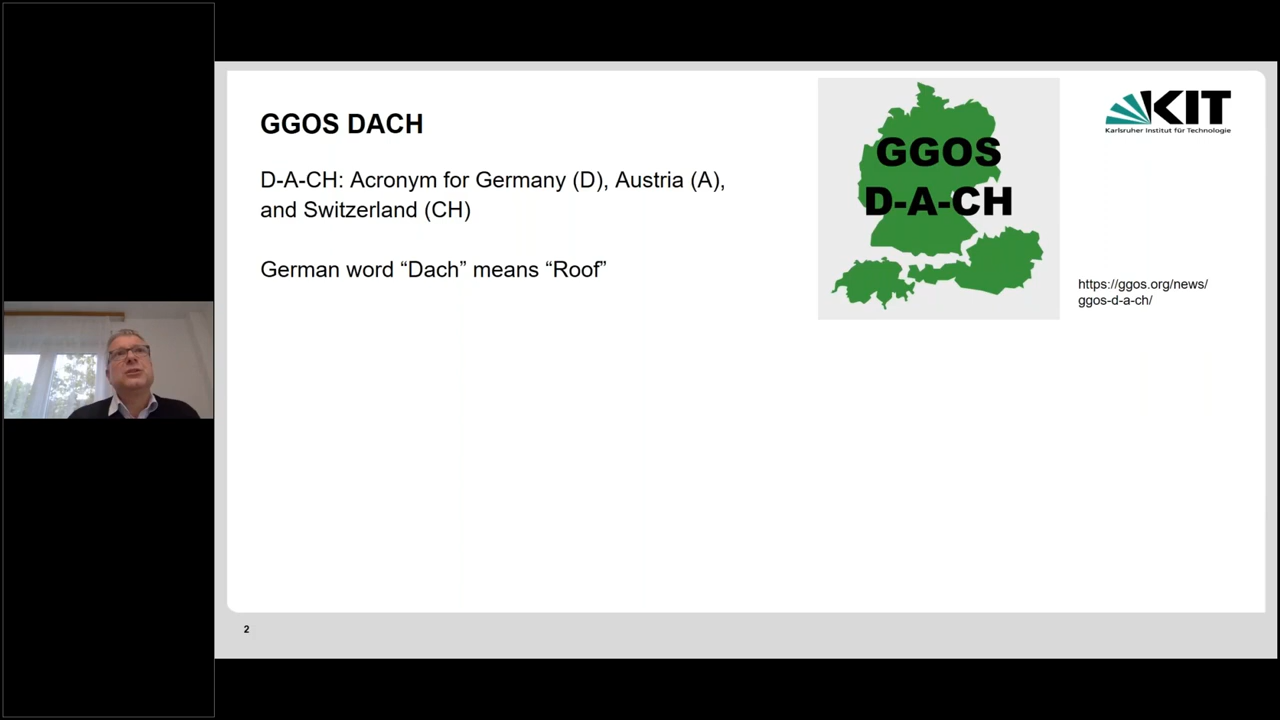 GGOS DACH
D-A-CH: Acronym for Germany (D), Austria (A),
and Switzerland (CH)
German word “Dach” means “Roof”
GGOS
D-A-CH
KIT
Karlsruher Institut für Technologie
https://ggos.org/news/
ggos-d-a-ch/
2